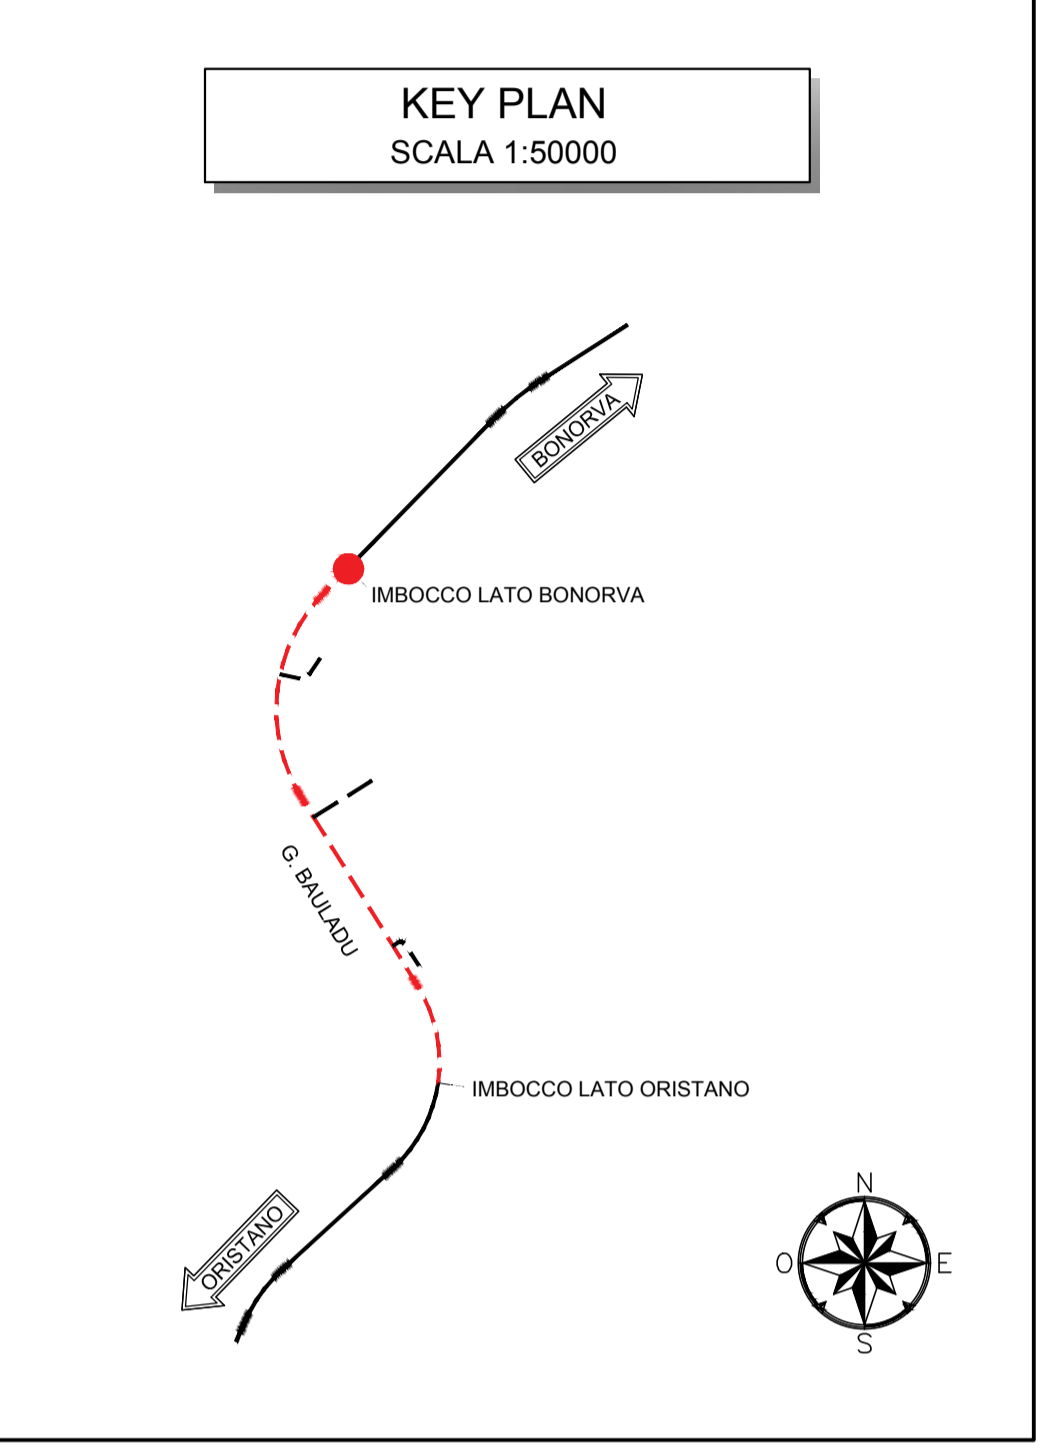 KEY PLAN
SCALA 1:50000
BONORVA
IMBOCCO LATO BONORVA
G. BAULADU
IMBOCCO LATO ORISTANO
ORISTANO
N
O
E
S